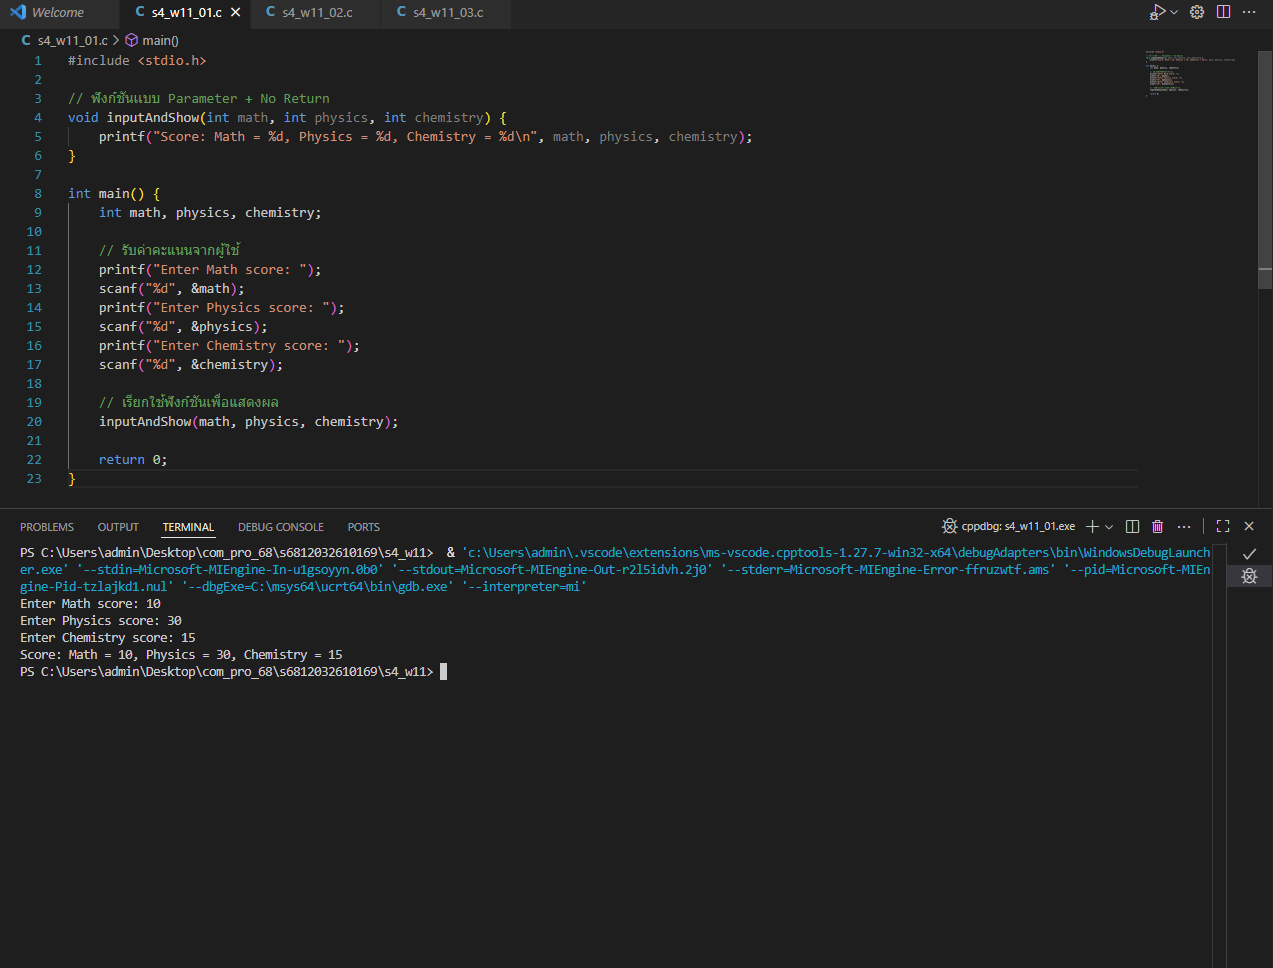 Welcome
C s4_w11_01.c
C s4_w11_02.c
C s4_w11_03.c
C s4_w11_01.c > main()
1 #include <stdio.h>
2
3 // ฟังก์ชันแบบ Parameter + No Return
4 void inputAndShow(int math, int physics, int chemistry) {
5 printf("Score: Math = %d, Physics = %d, Chemistry = %d\n", math, physics, chemistry);
6 }
7
8 int main() {
9 int math, physics, chemistry;
10
11 // รับค่าคะแนนจากผู้ใช้
12 printf("Enter Math score: ");
13 scanf("%d", &math);
14 printf("Enter Physics score: ");
15 scanf("%d", &physics);
16 printf("Enter Chemistry score: ");
17 scanf("%d", &chemistry);
18
19 // เรียกใช้ฟังก์ชันเพื่อแสดงผล
20 inputAndShow(math, physics, chemistry);
21
22 return 0;
23 }
PROBLEMS OUTPUT TERMINAL DEBUG CONSOLE PORTS
cppdbg: s4_w11_01.exe
PS C:\Users\admin\Desktop\com_pro_68\s6812032610169\s4_w11> & 'c:\Users\admin\.vscode\extensions\ms-vscode.cpptools-1.27.7-win32-x64\debugAdapters\bin\WindowsDebugLaunch
er.exe' '--stdin=Microsoft-MIEngine-In-u1gsoyyn.0b0' '--stdout=Microsoft-MIEngine-Out-r2l5idvh.2j0' '--stderr=Microsoft-MIEngine-Error-ffruzwtf.ams' '--pid=Microsoft-MIEn
gine-Pid-tzlajkd1.nul' '--dbgExe=C:\msys64\ucrt64\bin\gdb.exe' '--interpreter=mi'
Enter Math score: 10
Enter Physics score: 30
Enter Chemistry score: 15
Score: Math = 10, Physics = 30, Chemistry = 15
PS C:\Users\admin\Desktop\com_pro_68\s6812032610169\s4_w11>